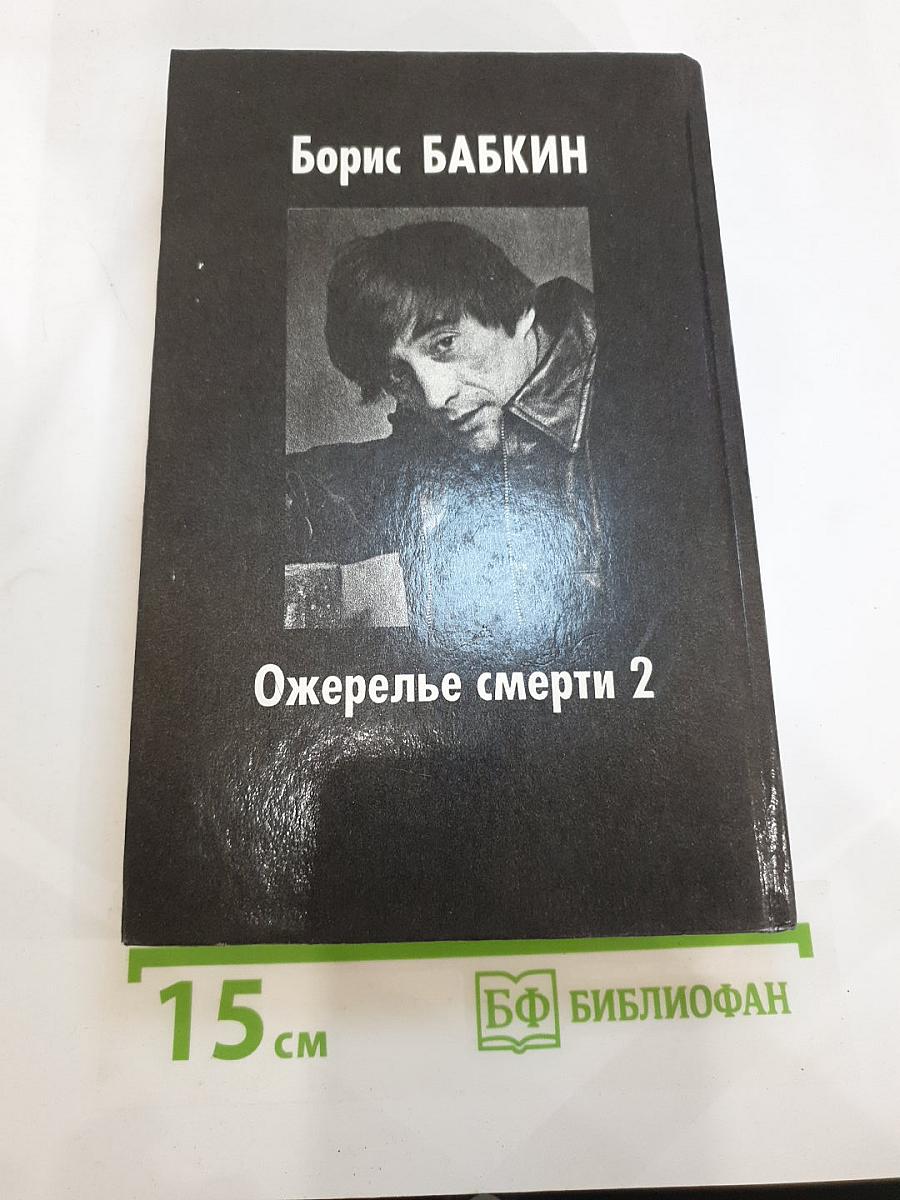 Борис БАБКИН
Ожерелье смерти 2
15 см
БФ БИБЛИОФАН